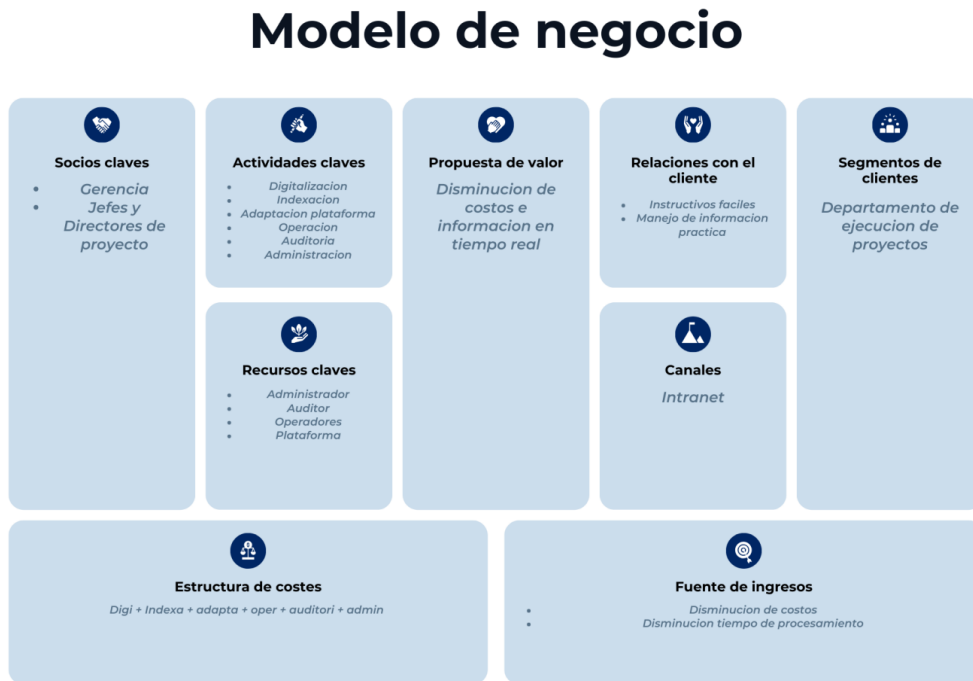 Modelo de negocio
Socios claves
Gerencia
Jefes y
Directores de
proyecto
Actividades claves
Digitalizacion
Indexacion
Adaptacion plataforma
Operacion
Auditoria
Administracion
Recursos claves
Administrador
Auditor
Operadores
Plataforma
Propuesta de valor
Disminucion de
costos e
informacion en
tiempo real
Relaciones con el
cliente
Instructivos faciles
Manejo de informacion
practica
Canales
Intranet
Segmentos de
clientes
Departamento de
ejecucion de
proyectos
Estructura de costes
Digi + Indexa + adapta + oper + auditori + admin
Fuente de ingresos
Disminucion de costos
Disminucion tiempo de procesamiento